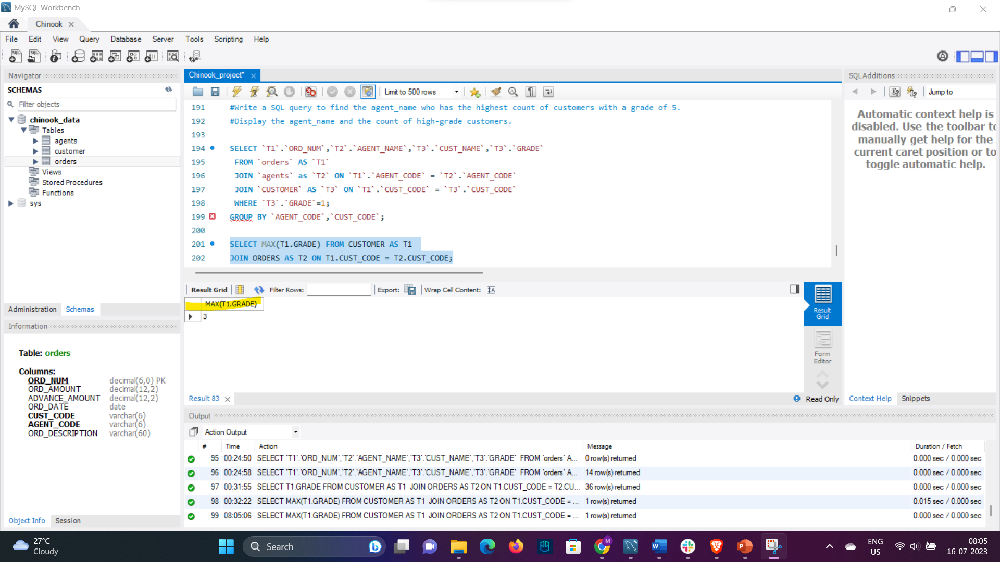 MySQL Workbench
Chinook
File Edit View Query Database Server Tools Scripting Help
Navigator
SCHEMAS
Filter objects
chinook_data
Tables
agents
customer
orders
Views
Stored Procedures
Functions
sys
Administration Schemas
Information
Table: orders
Columns:
ORD_NUM decimal(6,0) PK
ORD_AMOUNT decimal(12,2)
ADVANCE_AMOUNT decimal(12,2)
ORD_DATE date
CUST_CODE varchar(6)
AGENT_CODE varchar(6)
ORD_DESCRIPTION varchar(60)
Object Info Session
Chinook_project*
Limit to 500 rows
191 #Write a SQL query to find the agent_name who has the highest count of customers with a grade of 5.
192 #Display the agent_name and the count of high-grade customers.
193
194 SELECT `T1`.`ORD_NUM`,`T2`.`AGENT_NAME`,`T3`.`CUST_NAME`,`T3`.`GRADE`
195 FROM `orders` AS `T1`
196 JOIN `agents` as `T2` ON `T1`.`AGENT_CODE` = `T2`.`AGENT_CODE`
197 JOIN `CUSTOMER` AS `T3` ON `T1`.`CUST_CODE` = `T3`.`CUST_CODE`
198 WHERE `T3`.`GRADE`=1;
199 GROUP BY `AGENT_CODE`,`CUST_CODE`;
200
201 SELECT MAX(T1.GRADE) FROM CUSTOMER AS T1
202 JOIN ORDERS AS T2 ON T1.CUST_CODE = T2.CUST_CODE;
Result Grid Filter Rows: Export: Wrap Cell Content:
MAX(T1.GRADE)
3
Result Grid
Form Editor
Result 83
Read Only
Output
Action Output
# Time Action Message Duration / Fetch
95 00:24:50 SELECT `T1`.`ORD_NUM`,`T2`.`AGENT_NAME`,`T3`.`CUST_NAME`,`T3`.`GRADE` FROM `orders` A... 0 row(s) returned 0.000 sec / 0.000 sec
96 00:24:58 SELECT `T1`.`ORD_NUM`,`T2`.`AGENT_NAME`,`T3`.`CUST_NAME`,`T3`.`GRADE` FROM `orders` A... 14 row(s) returned 0.000 sec / 0.000 sec
97 00:31:55 SELECT T1.GRADE FROM CUSTOMER AS T1 JOIN ORDERS AS T2 ON T1.CUST_CODE = T2.CU... 36 row(s) returned 0.000 sec / 0.000 sec
98 00:32:22 SELECT MAX(T1.GRADE) FROM CUSTOMER AS T1 JOIN ORDERS AS T2 ON T1.CUST_CODE = ... 1 row(s) returned 0.015 sec / 0.000 sec
99 08:05:06 SELECT MAX(T1.GRADE) FROM CUSTOMER AS T1 JOIN ORDERS AS T2 ON T1.CUST_CODE = ... 1 row(s) returned 0.000 sec / 0.000 sec
SQLAdditions
Jump to
Automatic context help is
disabled. Use the toolbar to
manually get help for the
current caret position or to
toggle automatic help.
Context Help Snippets
27°C
Cloudy
Search
ENG
US
08:05
16-07-2023